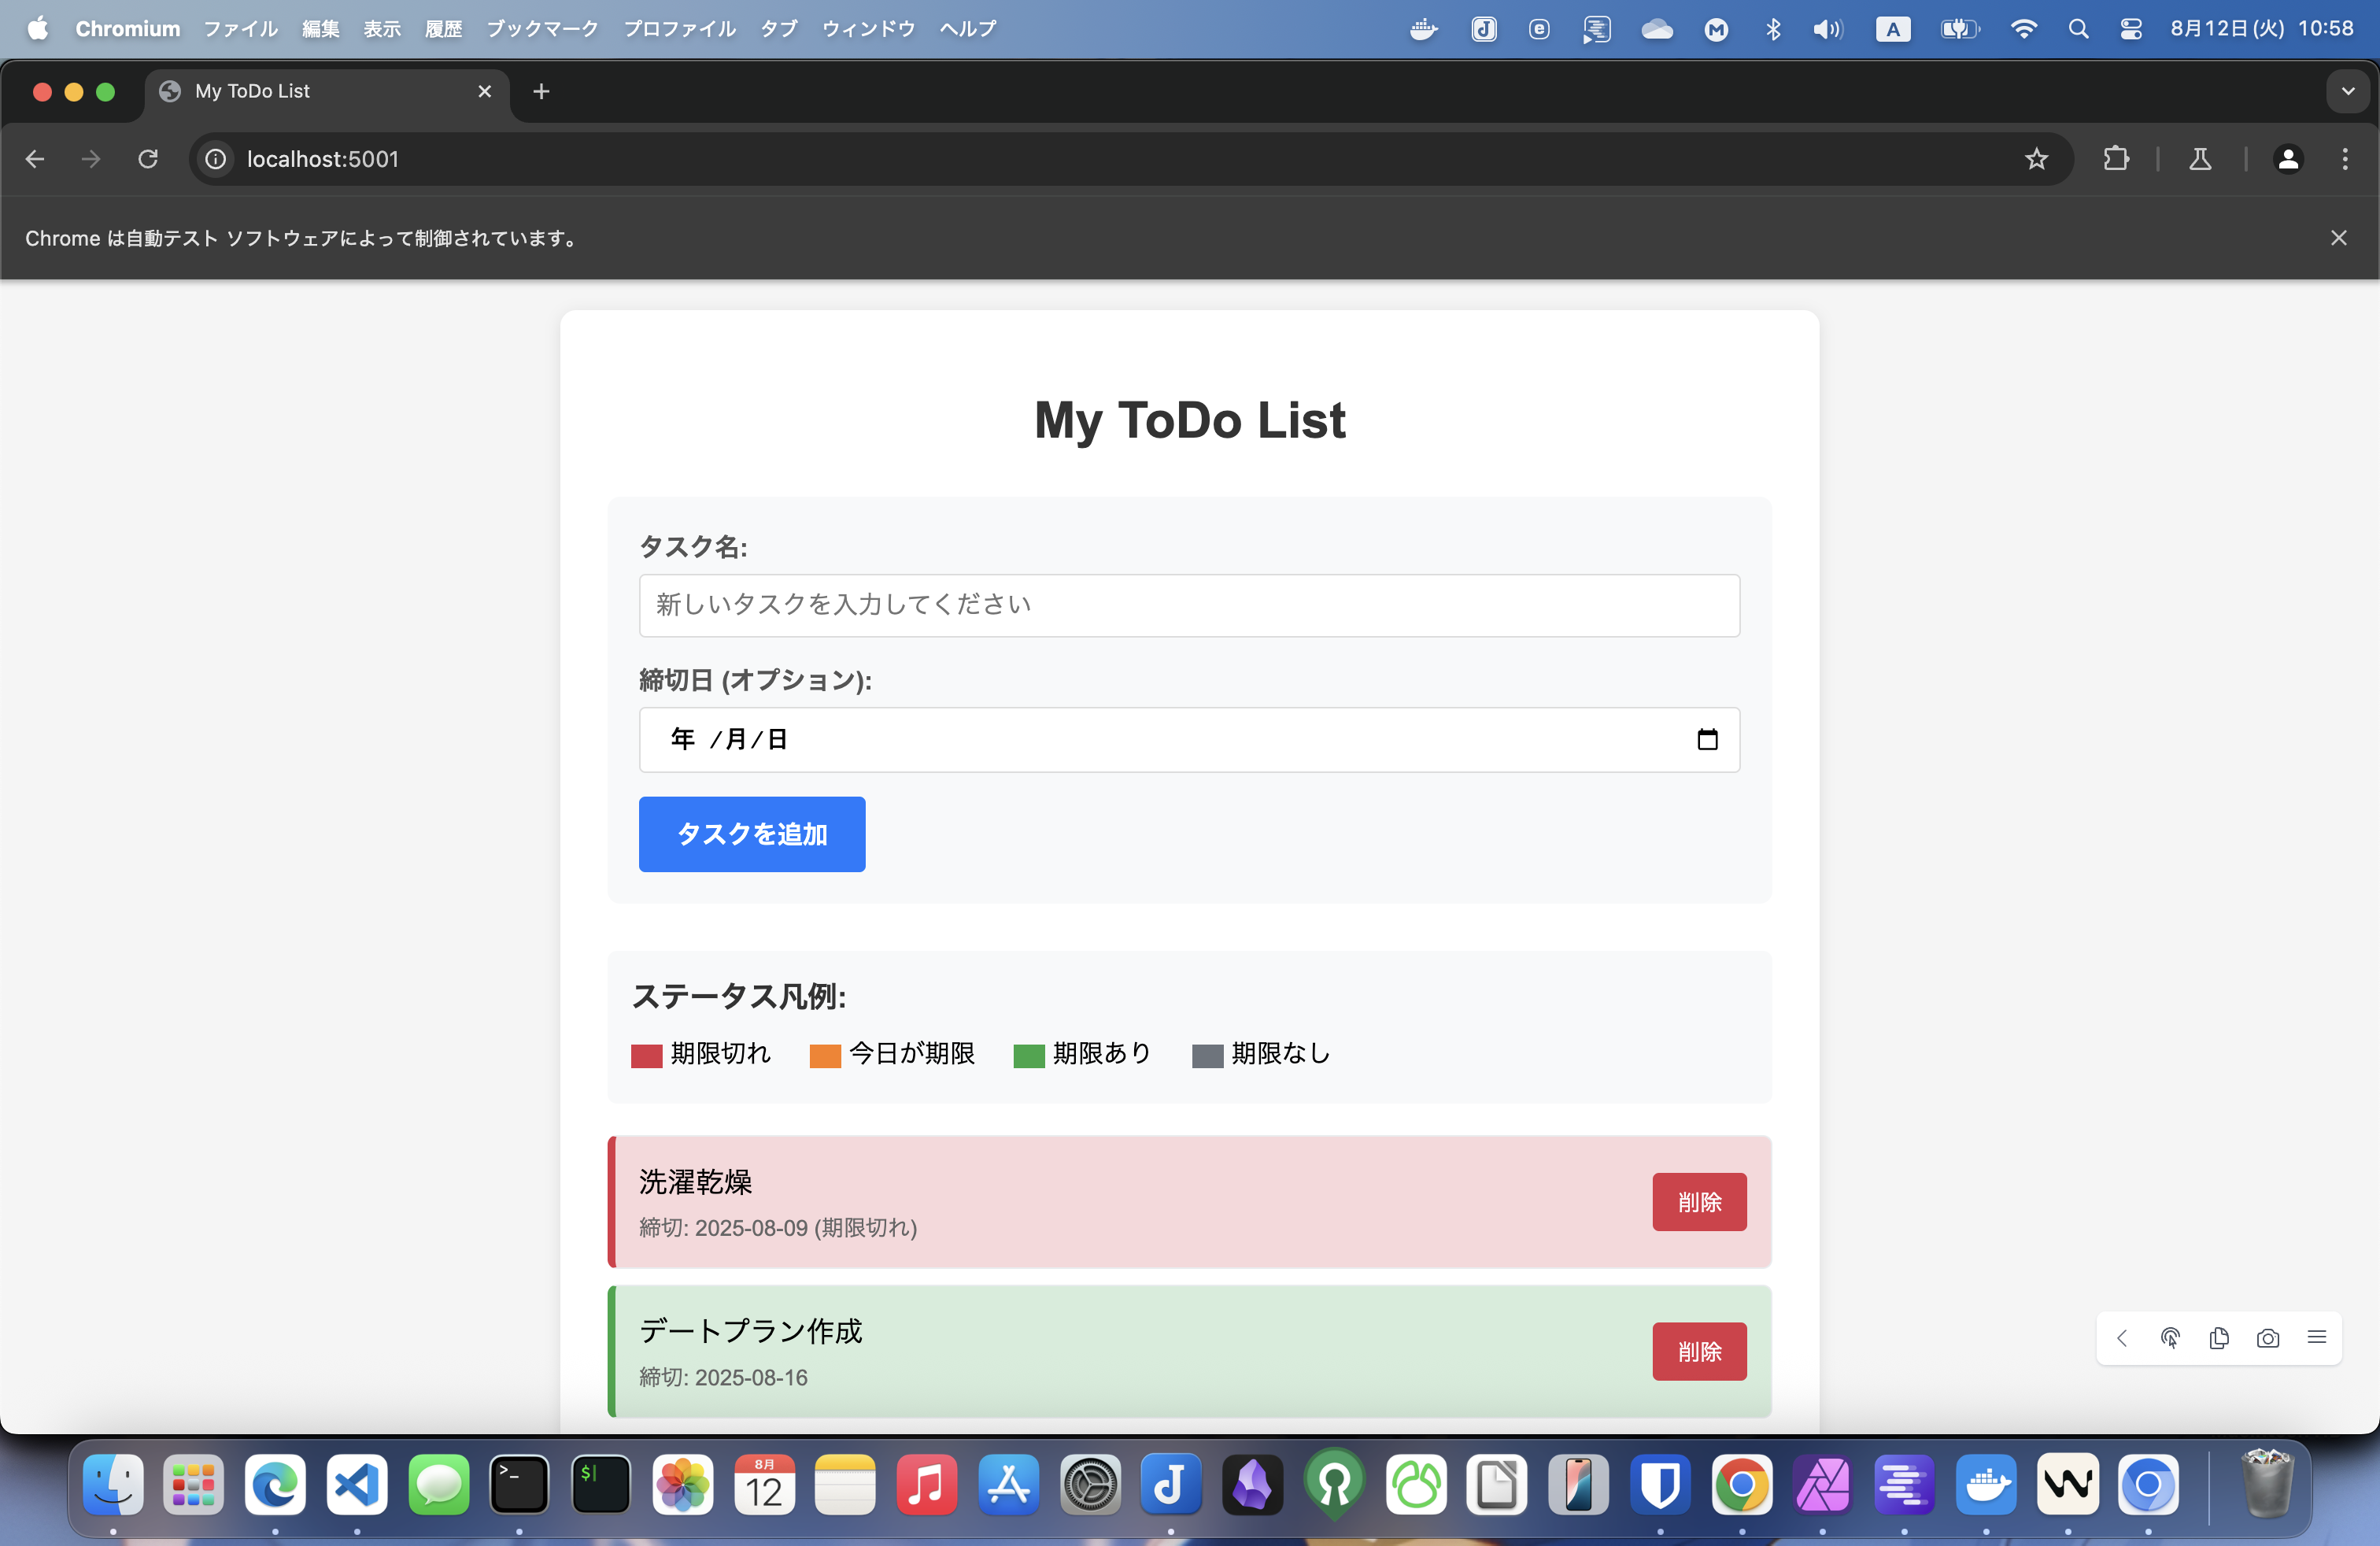 Chromium ファイル 編集 表示 履歴 ブックマーク プロファイル タブ ウィンドウ ヘルプ
A
8月12日(火) 10:58
My ToDo List
localhost:5001
Chrome は自動テスト ソフトウェアによって制御されています。
My ToDo List
タスク名:
新しいタスクを入力してください
締切日 (オプション):
年 /月/日
タスクを追加
ステータス凡例:
期限切れ 今日が期限 期限あり 期限なし
洗濯乾燥
締切: 2025-08-09 (期限切れ)
削除
デートプラン作成
締切: 2025-08-16
削除
8月
12